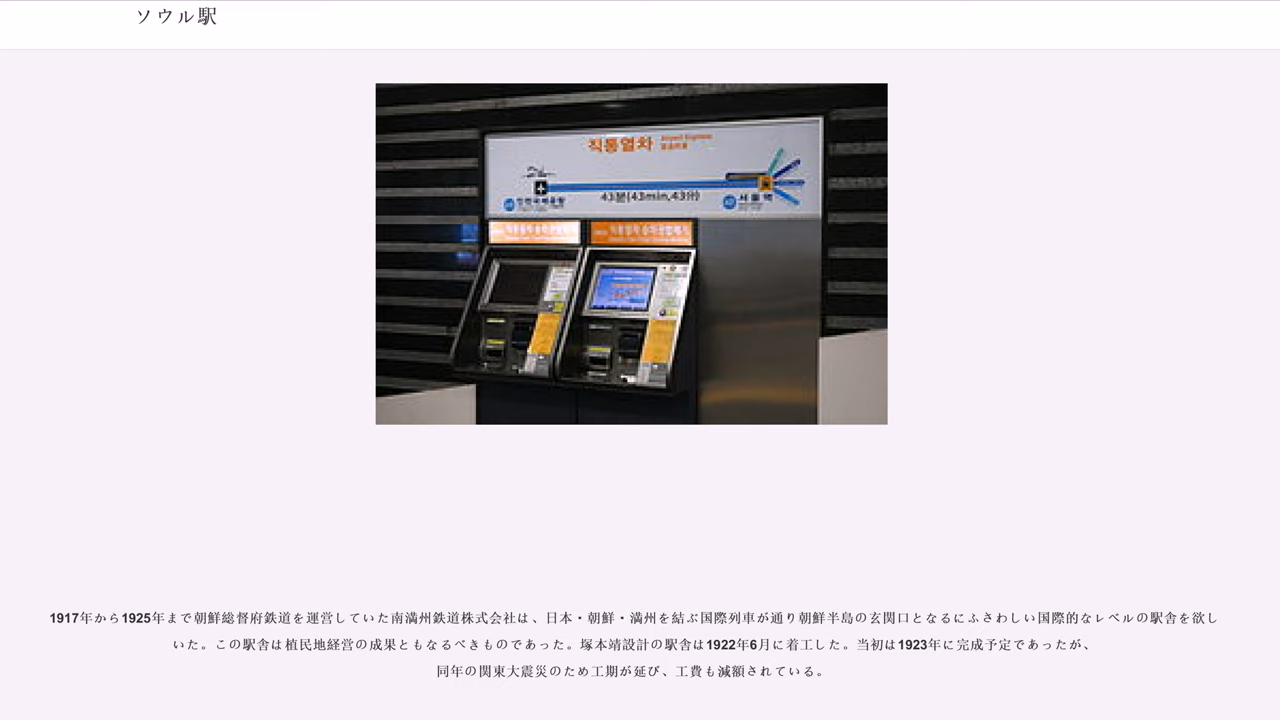 ソウル駅
직통열차 Airport Express
43분(43min,43分)
서울역
1917年から1925年まで朝鮮総督府鉄道を運営していた南満州鉄道株式会社は、日本・朝鮮・満州を結ぶ国際列車が通り朝鮮半島の玄関口となるにふさわしい国際的なレベルの駅舎を欲し
いた。この駅舎は植民地経営の成果ともなるべきものであった。塚本靖設計の駅舎は1922年6月に着工した。当初は1923年に完成予定であったが、
同年の関東大震災のため工期が延び、工費も減額されている。